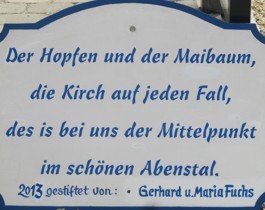 Der Hopfen und der Maibaum,
die Kirch auf jeden Fall,
des is bei uns der Mittelpunkt
im schönen Abenstal.
2013 gestiftet von: • Gerhard u. Maria Fuchs